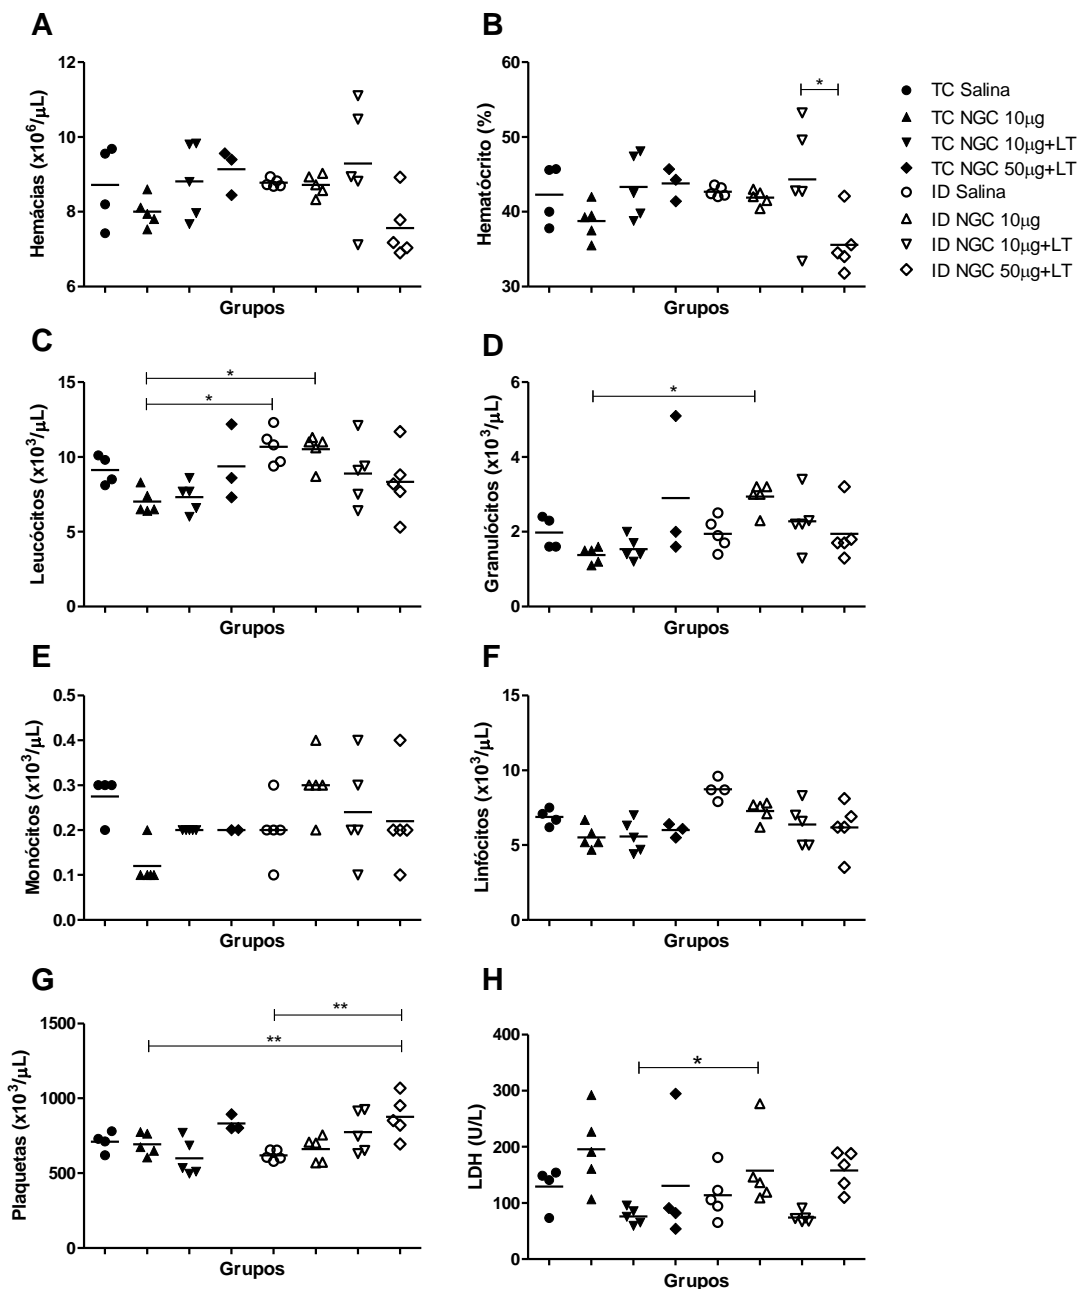 A
Hemácias (x10⁶/µL)
12
10
8
6
Grupos
B
Hematócrito (%)
60
50
40
30
*
Grupos
TC Salina
TC NGC 10µg
TC NGC 10µg+LT
TC NGC 50µg+LT
ID Salina
ID NGC 10µg
ID NGC 10µg+LT
ID NGC 50µg+LT
C
Leucócitos (x10³/µL)
15
10
5
0
*
*
Grupos
D
Granulócitos (x10³/µL)
6
4
2
0
*
Grupos
E
Monócitos (x10³/µL)
0.5
0.4
0.3
0.2
0.1
0.0
Grupos
F
Linfócitos (x10³/µL)
15
10
5
0
Grupos
G
Plaquetas (x10³/µL)
1500
1000
500
0
**
**
Grupos
H
LDH (U/L)
400
300
200
100
0
*
Grupos